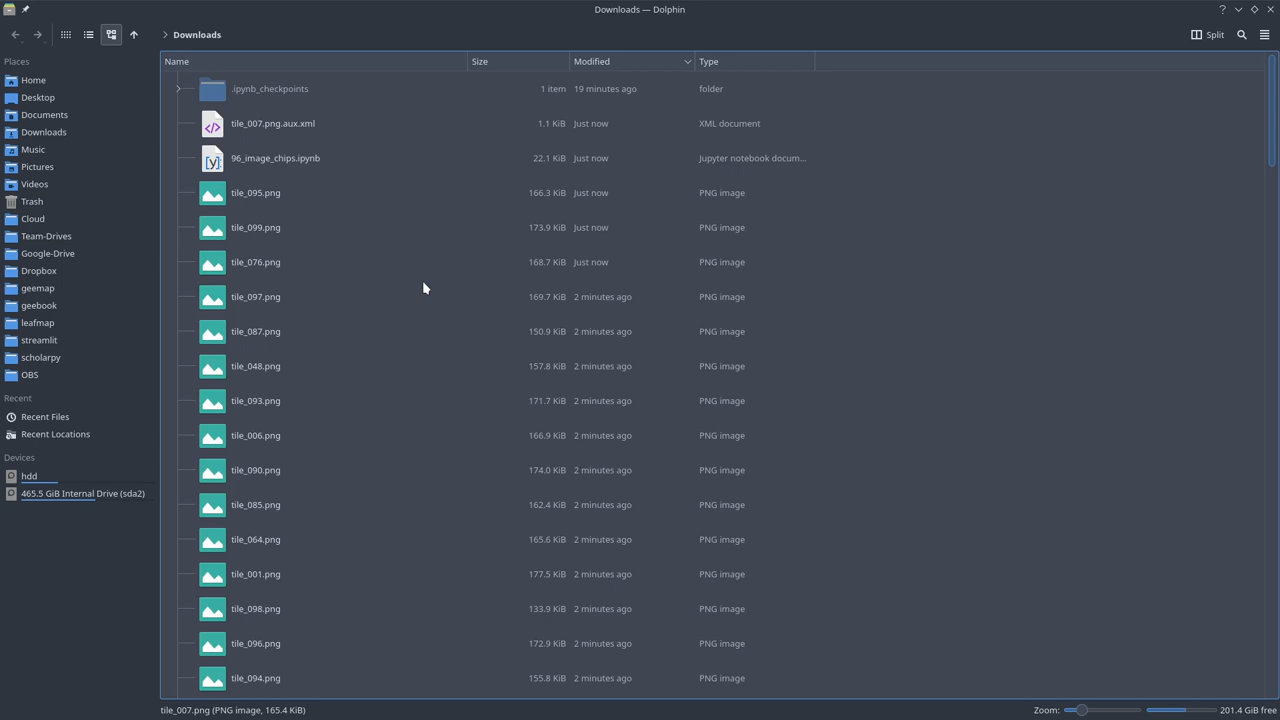 Downloads — Dolphin
Downloads
Split
Places
Home
Desktop
Documents
Downloads
Music
Pictures
Videos
Trash
Cloud
Team-Drives
Google-Drive
Dropbox
geemap
geebook
leafmap
streamlit
scholarpy
OBS
Recent
Recent Files
Recent Locations
Devices
hdd
465.5 GiB Internal Drive (sda2)
Name Size Modified Type
.ipynb_checkpoints 1 item 19 minutes ago folder
tile_007.png.aux.xml 1.1 KiB Just now XML document
96_image_chips.ipynb 22.1 KiB Just now Jupyter notebook docum...
tile_095.png 166.3 KiB Just now PNG image
tile_099.png 173.9 KiB Just now PNG image
tile_076.png 168.7 KiB Just now PNG image
tile_097.png 169.7 KiB 2 minutes ago PNG image
tile_087.png 150.9 KiB 2 minutes ago PNG image
tile_048.png 157.8 KiB 2 minutes ago PNG image
tile_093.png 171.7 KiB 2 minutes ago PNG image
tile_006.png 166.9 KiB 2 minutes ago PNG image
tile_090.png 174.0 KiB 2 minutes ago PNG image
tile_085.png 162.4 KiB 2 minutes ago PNG image
tile_064.png 165.6 KiB 2 minutes ago PNG image
tile_001.png 177.5 KiB 2 minutes ago PNG image
tile_098.png 133.9 KiB 2 minutes ago PNG image
tile_096.png 172.9 KiB 2 minutes ago PNG image
tile_094.png 155.8 KiB 2 minutes ago PNG image
tile_007.png (PNG image, 165.4 KiB)
Zoom:
201.4 GiB free